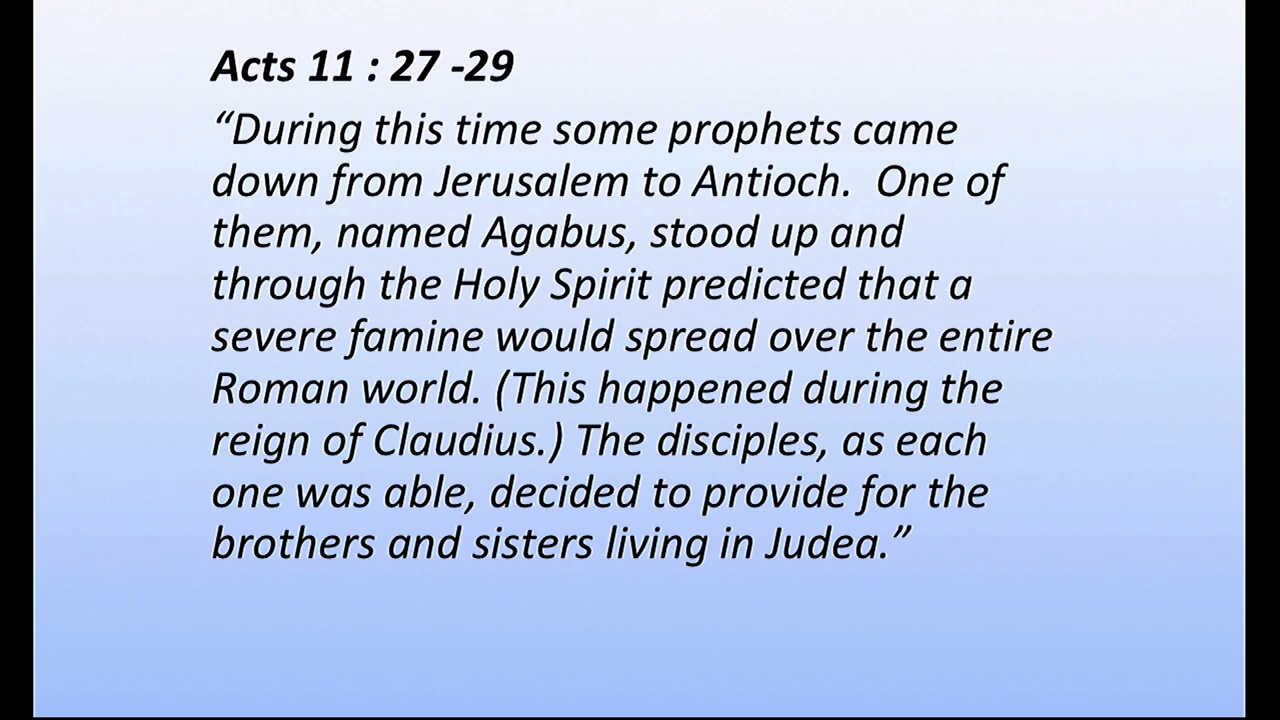 Acts 11 : 27 -29
“During this time some prophets came
down from Jerusalem to Antioch.  One of
them, named Agabus, stood up and
through the Holy Spirit predicted that a
severe famine would spread over the entire
Roman world. (This happened during the
reign of Claudius.) The disciples, as each
one was able, decided to provide for the
brothers and sisters living in Judea.”